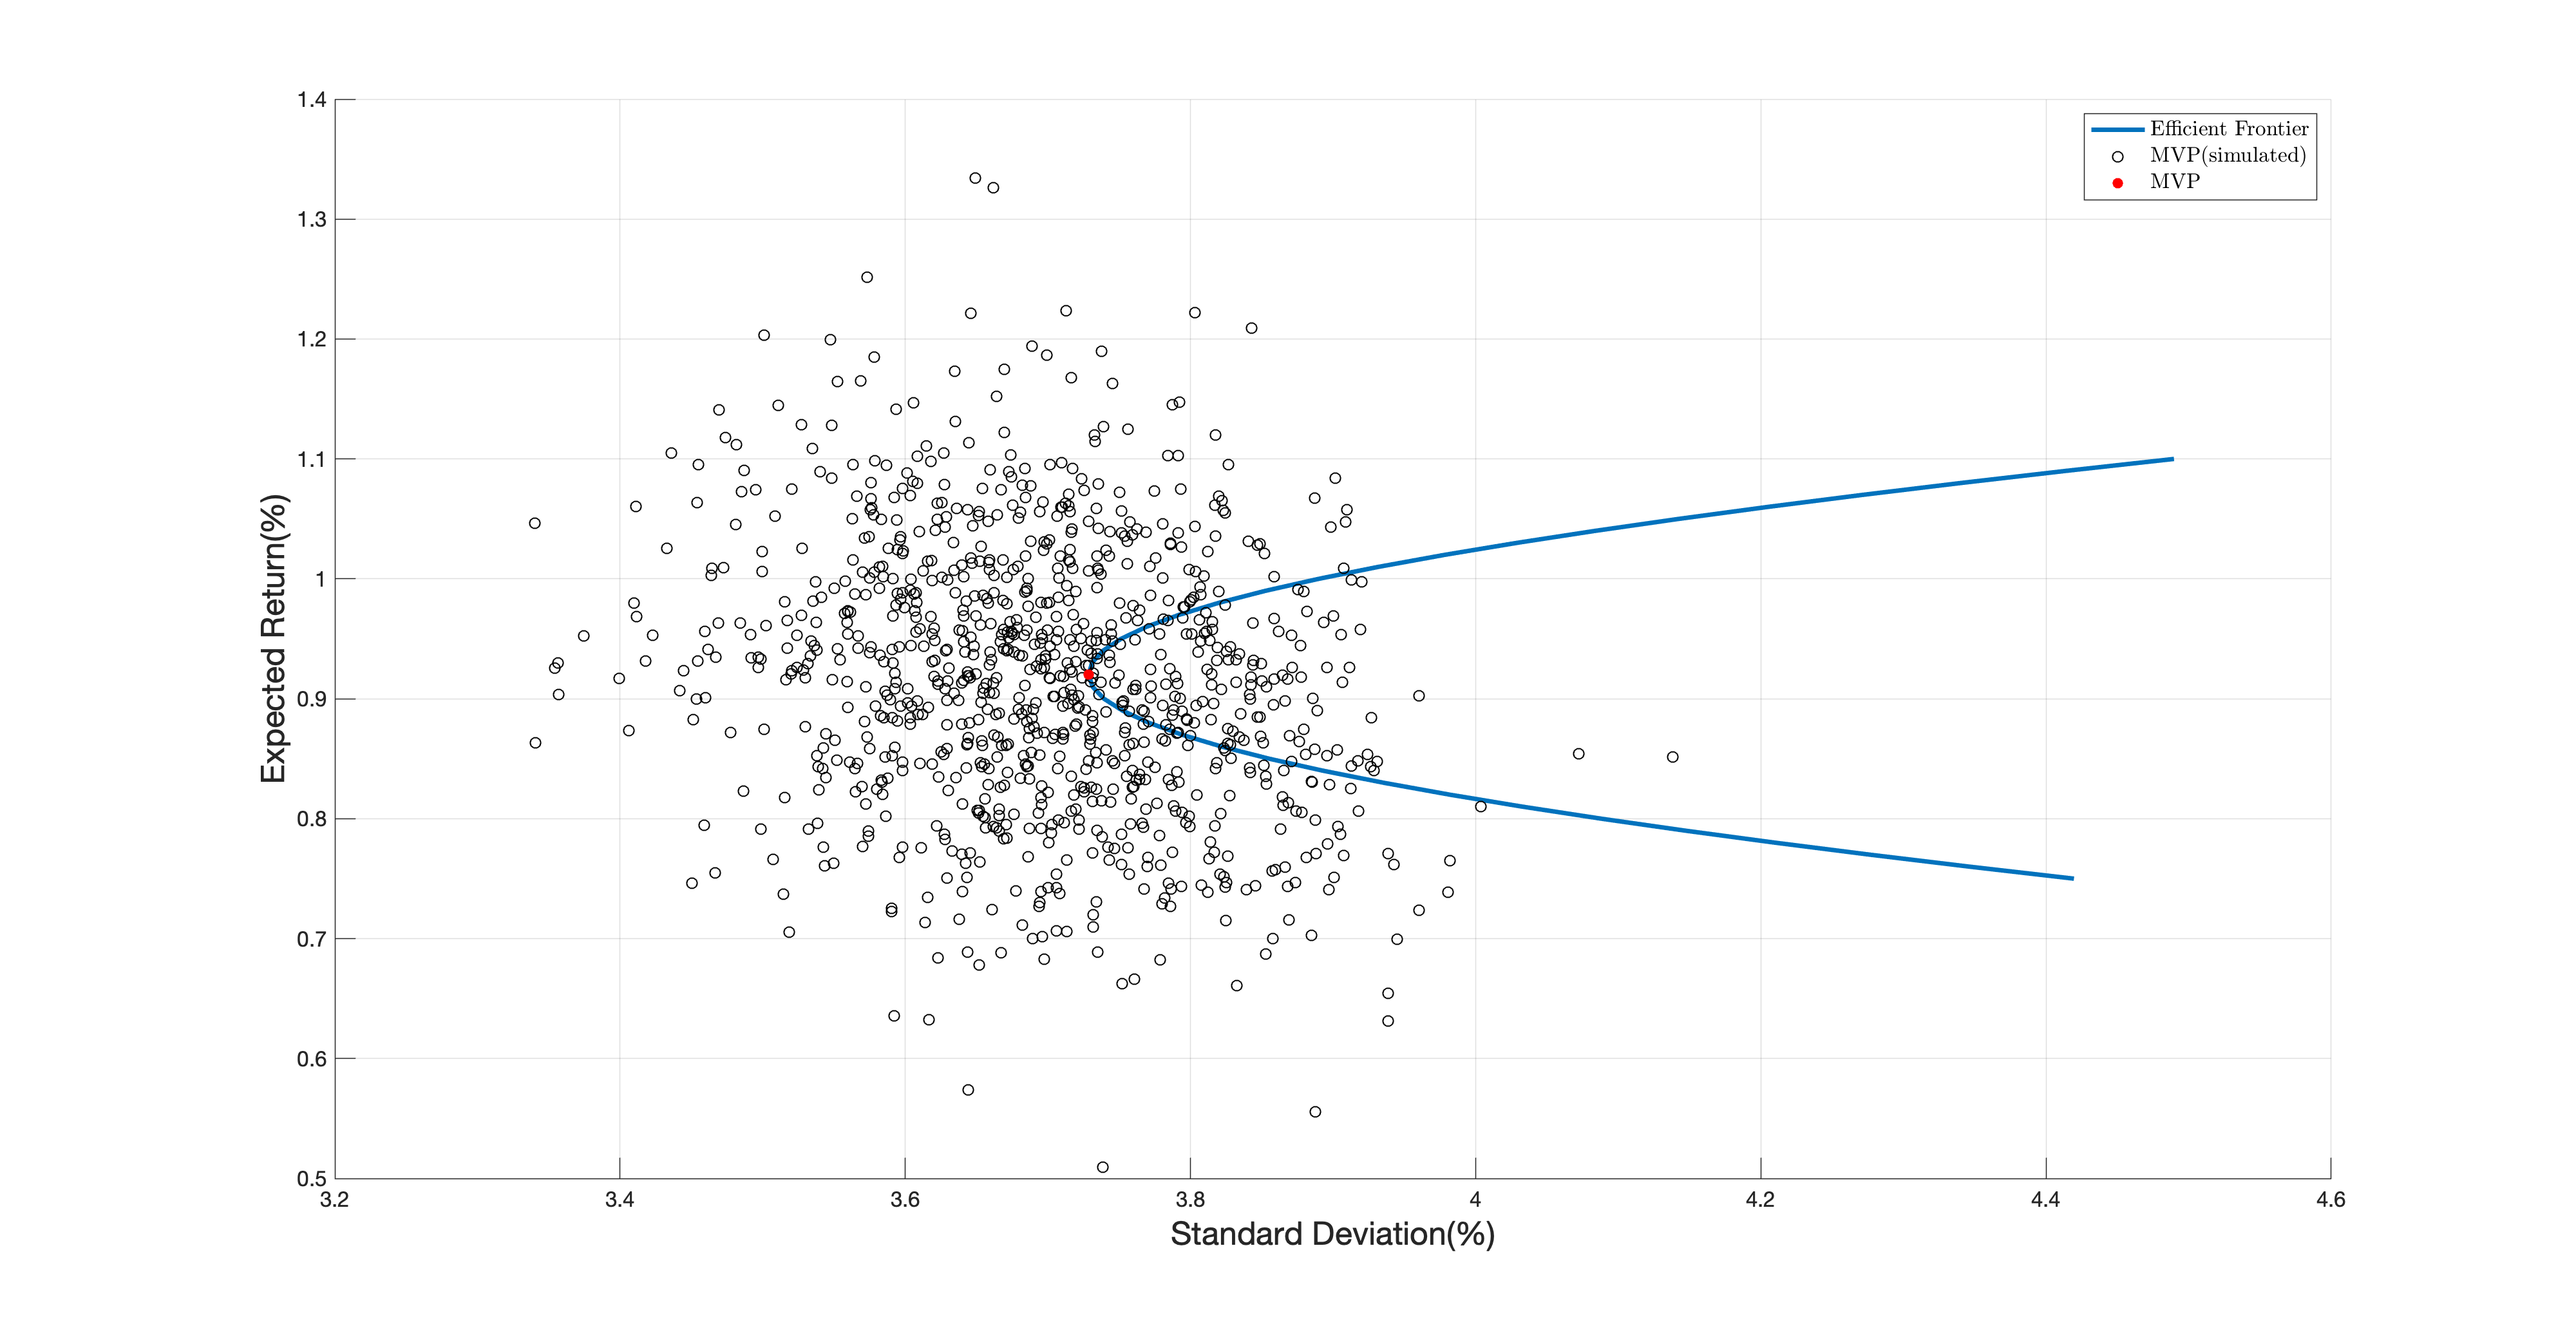 1.4
1.3
1.2
1.1
1
0.9
0.8
0.7
0.6
0.5
Expected Return(%)
Efficient Frontier
MVP(simulated)
MVP
3.2 3.4 3.6 3.8 4 4.2 4.4 4.6
Standard Deviation(%)